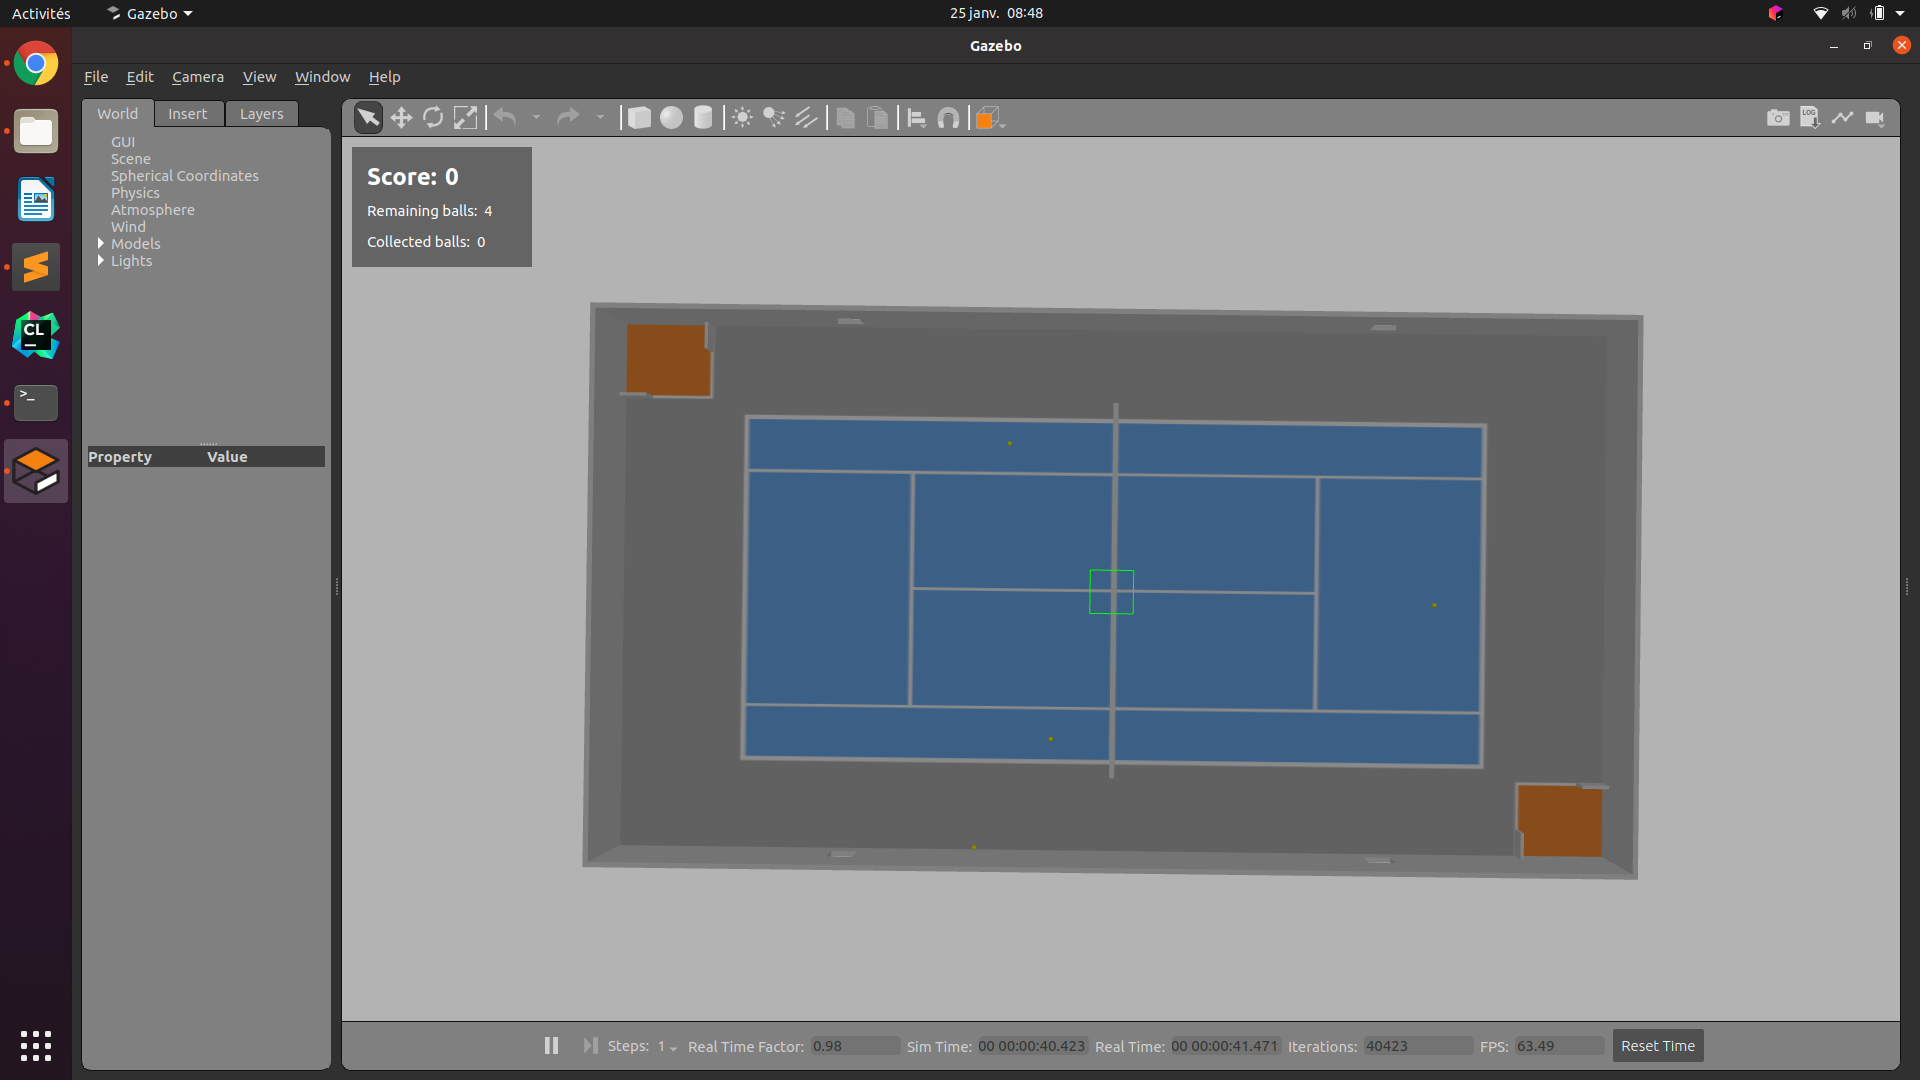 Activités
Gazebo
25 janv. 08:48
Gazebo
File Edit Camera View Window Help
World Insert Layers
GUI
Scene
Spherical Coordinates
Physics
Atmosphere
Wind
Models
Lights
Property Value
LOG
Score: 0
Remaining balls: 4
Collected balls: 0
CL
>_
Steps: 1 Real Time Factor: 0.98 Sim Time: 00 00:00:40.423 Real Time: 00 00:00:41.471 Iterations: 40423 FPS: 63.49 Reset Time